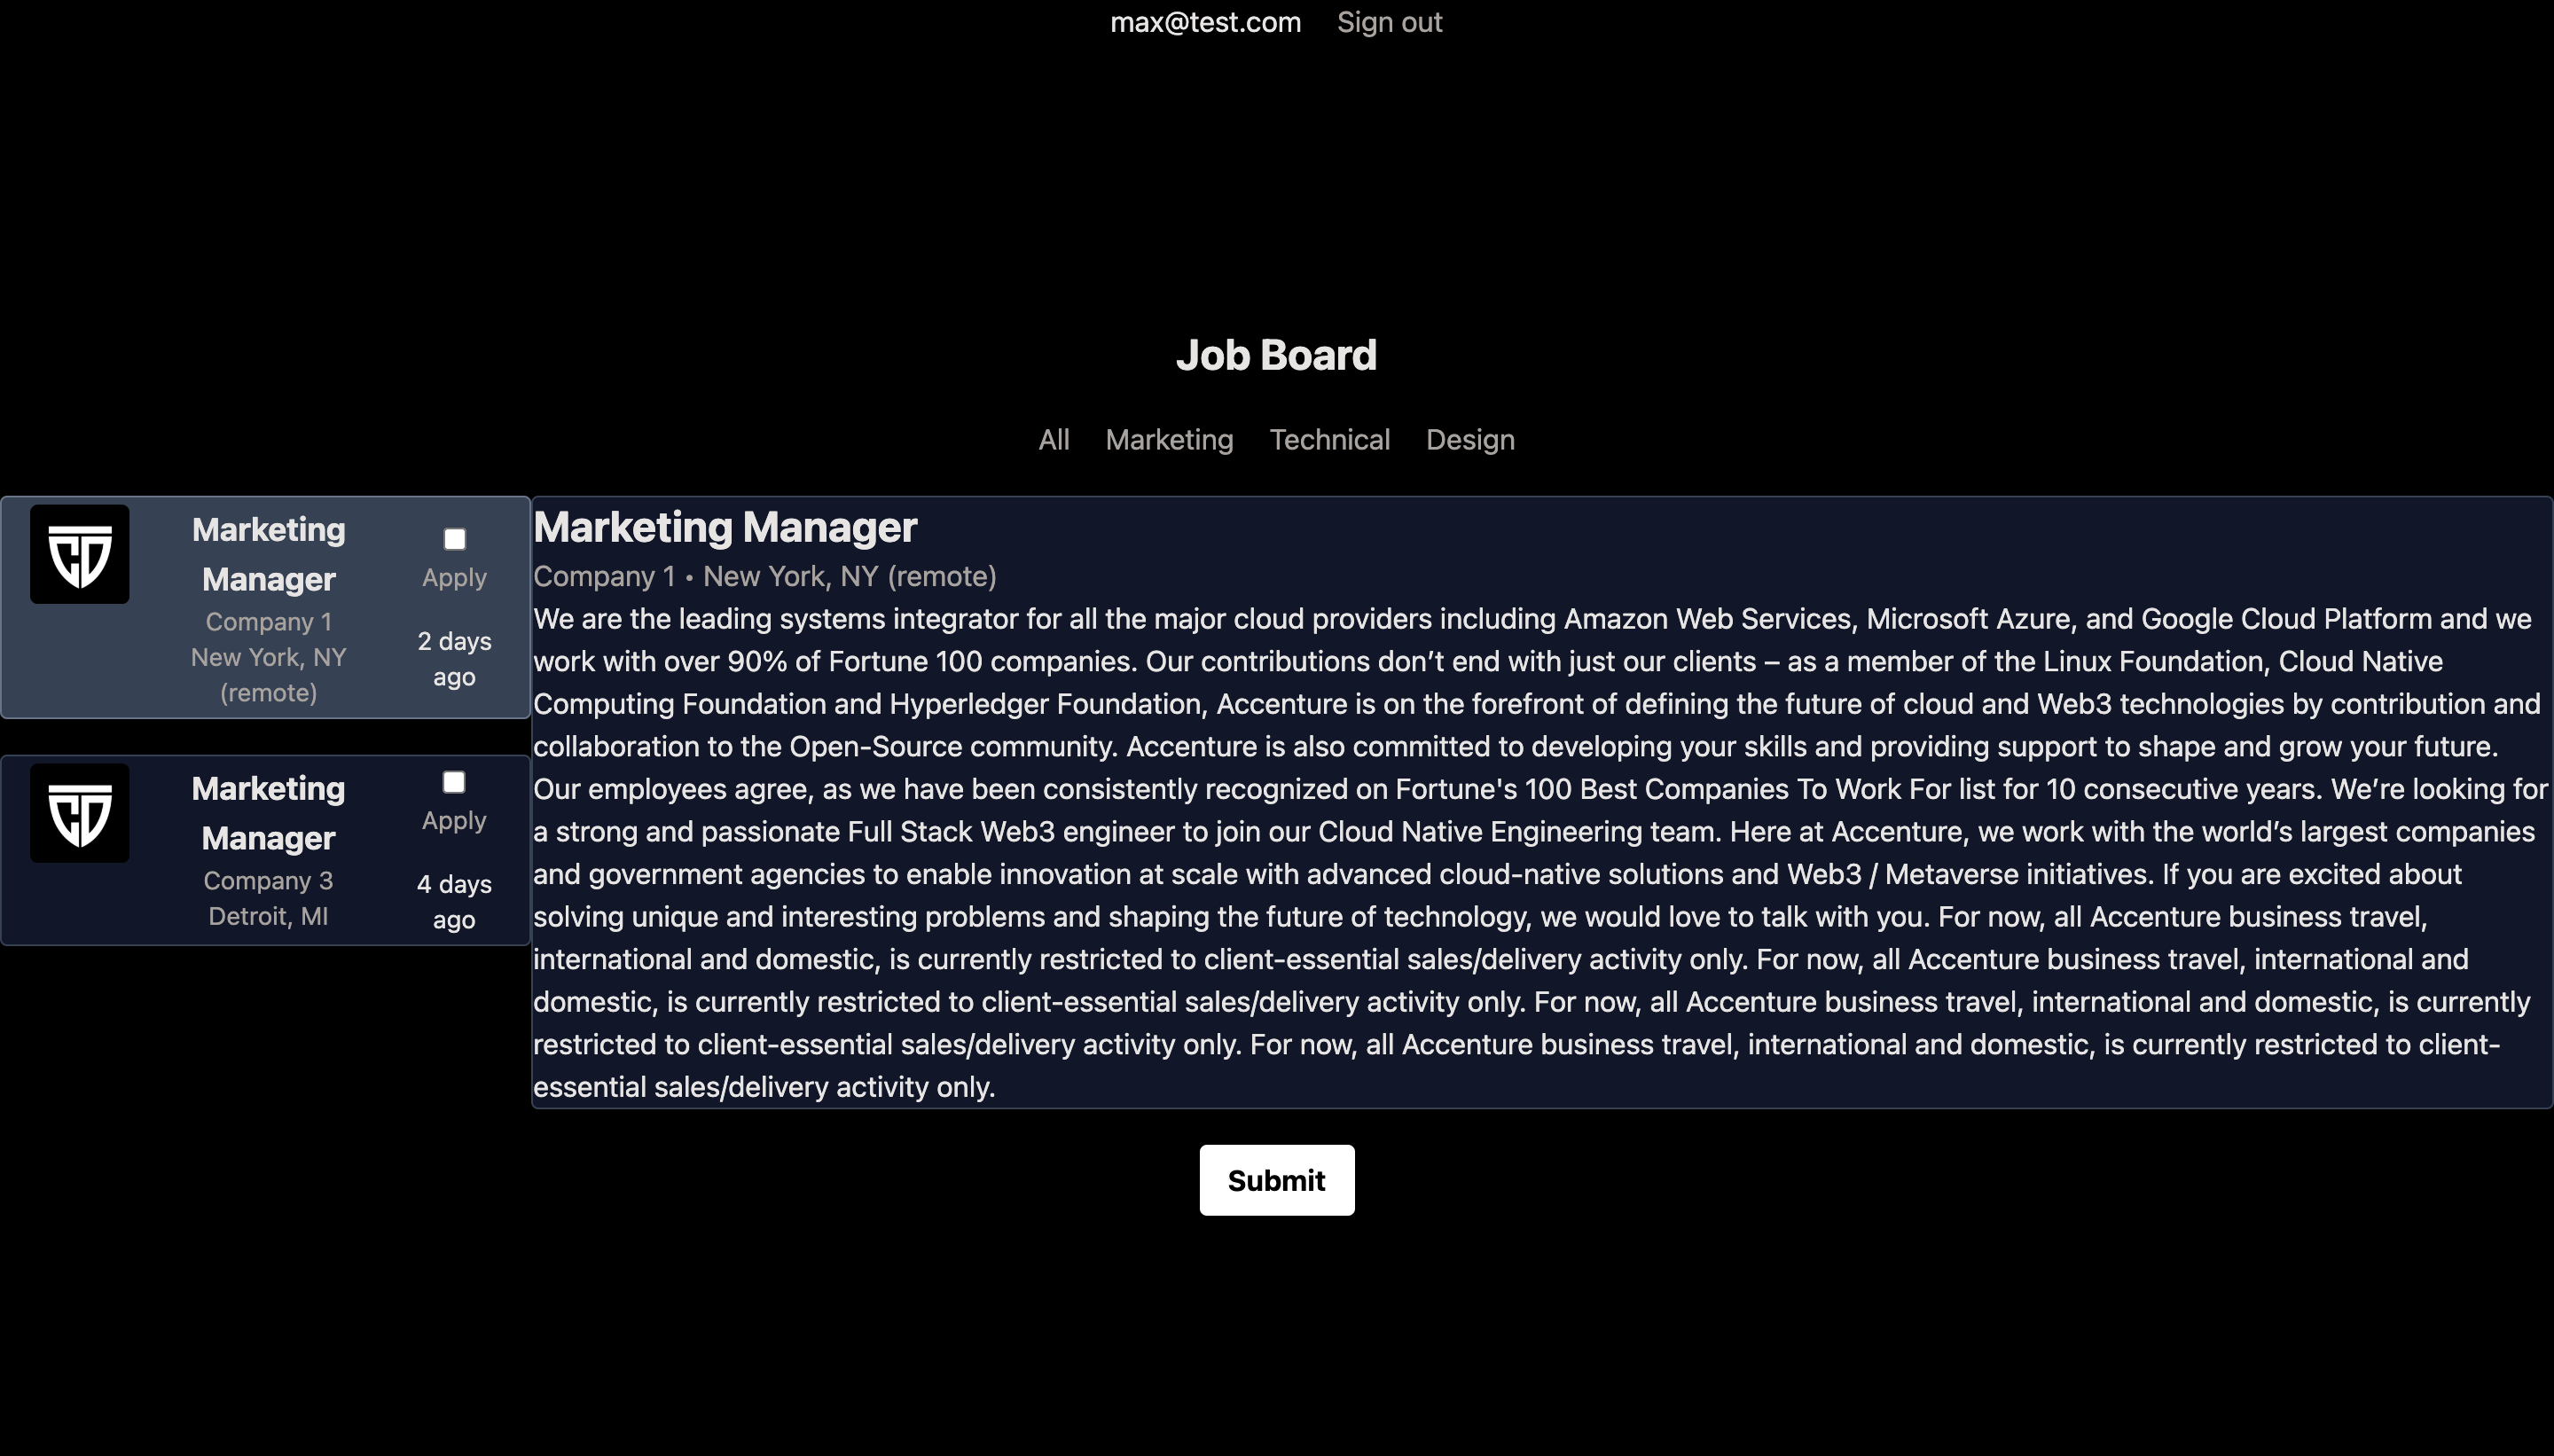 max@test.com Sign out
Job Board
All Marketing Technical Design
CD
Marketing
Manager
Company 1
New York, NY
(remote)
Apply
2 days
ago
CD
Marketing
Manager
Company 3
Detroit, MI
Apply
4 days
ago
Marketing Manager
Company 1 • New York, NY (remote)
We are the leading systems integrator for all the major cloud providers including Amazon Web Services, Microsoft Azure, and Google Cloud Platform and we
work with over 90% of Fortune 100 companies. Our contributions don’t end with just our clients – as a member of the Linux Foundation, Cloud Native
Computing Foundation and Hyperledger Foundation, Accenture is on the forefront of defining the future of cloud and Web3 technologies by contribution and
collaboration to the Open-Source community. Accenture is also committed to developing your skills and providing support to shape and grow your future.
Our employees agree, as we have been consistently recognized on Fortune's 100 Best Companies To Work For list for 10 consecutive years. We’re looking for
a strong and passionate Full Stack Web3 engineer to join our Cloud Native Engineering team. Here at Accenture, we work with the world’s largest companies
and government agencies to enable innovation at scale with advanced cloud-native solutions and Web3 / Metaverse initiatives. If you are excited about
solving unique and interesting problems and shaping the future of technology, we would love to talk with you. For now, all Accenture business travel,
international and domestic, is currently restricted to client-essential sales/delivery activity only. For now, all Accenture business travel, international and
domestic, is currently restricted to client-essential sales/delivery activity only. For now, all Accenture business travel, international and domestic, is currently
restricted to client-essential sales/delivery activity only. For now, all Accenture business travel, international and domestic, is currently restricted to client-
essential sales/delivery activity only.
Submit